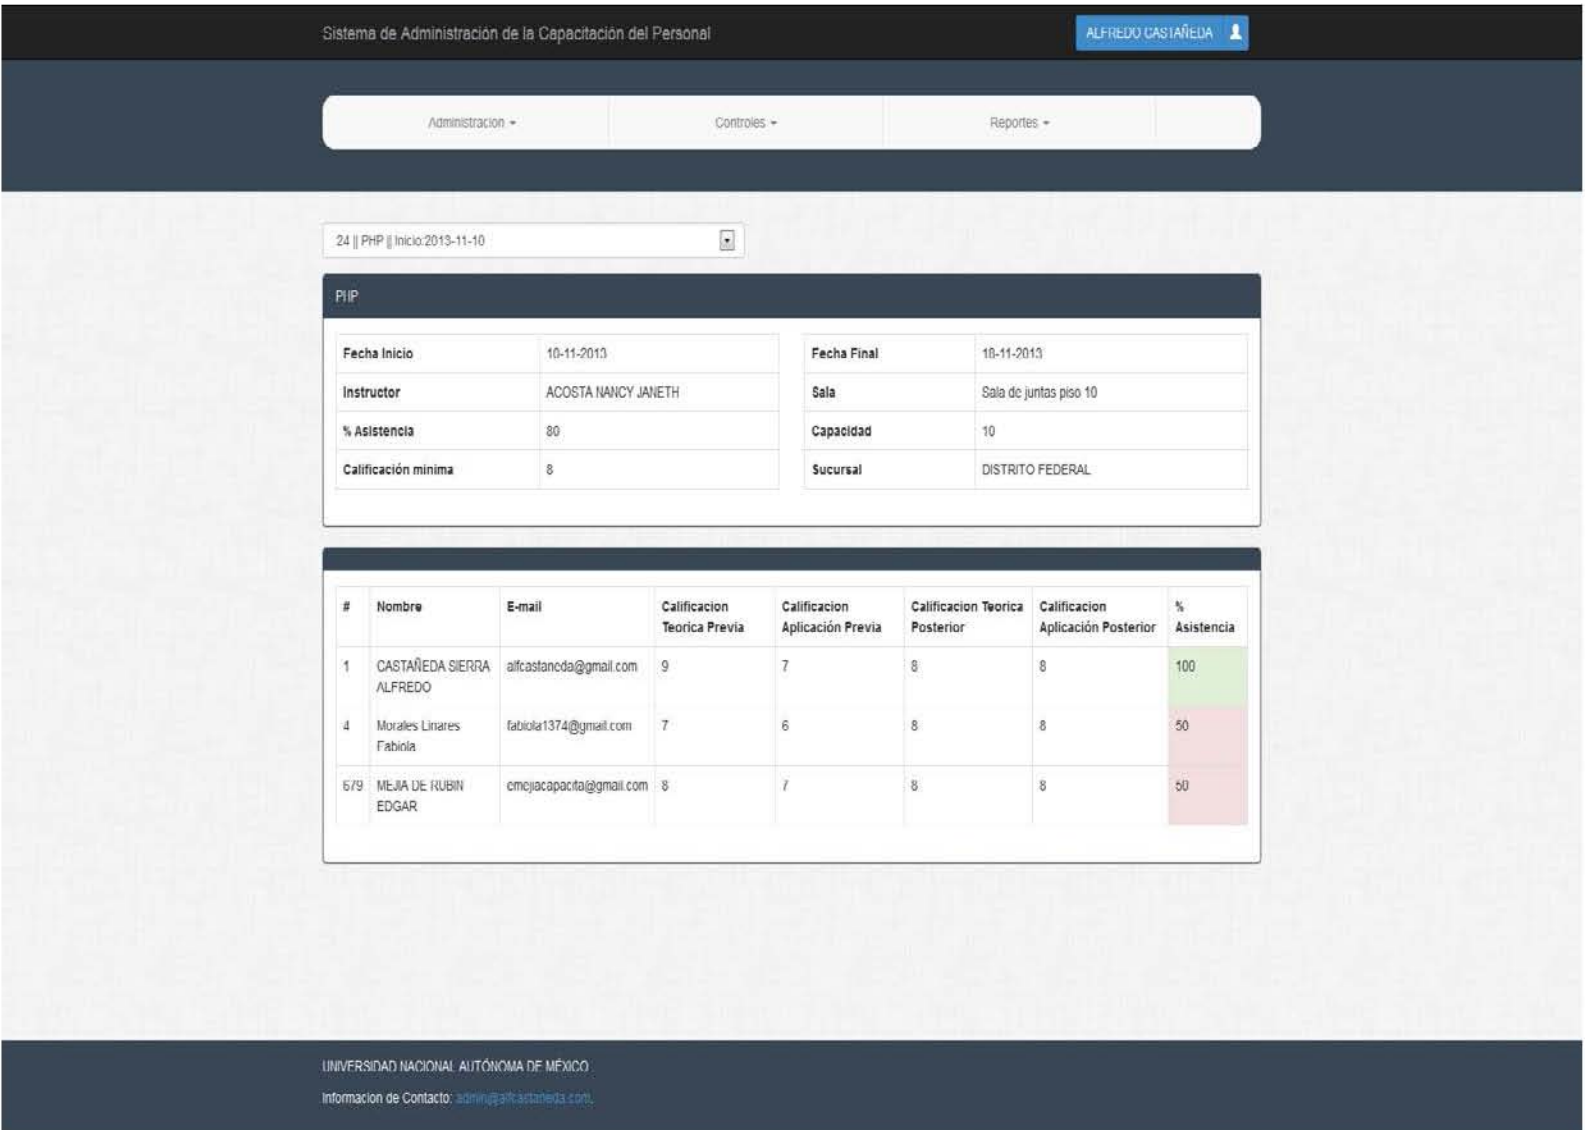 Sistema de Administración de la Capacitación del Personal
ALFREDO CASTAÑEDA
Administracion
Controles
Reportes
24 || PHP || Inicio:2013-11-10
PHP
Fecha Inicio 10-11-2013 Fecha Final 18-11-2013
Instructor ACOSTA NANCY JANETH Sala Sala de juntas piso 10
% Asistencia 80 Capacidad 10
Calificación minima 8 Sucursal DISTRITO FEDERAL
# Nombre E-mail Calificacion Calificacion Calificacion Teorica Calificacion %
Teorica Previa Aplicación Previa Posterior Aplicación Posterior Asistencia
1 CASTAÑEDA SIERRA alfcastaneda@gmail.com 9 7 8 8 100
ALFREDO
4 Morales Linares fabiola1374@gmail.com 7 6 8 8 50
Fabiola
679 MEJIA DE RUBIN emejiacapacita@gmail.com 8 7 8 8 50
EDGAR
UNIVERSIDAD NACIONAL AUTÓNOMA DE MÉXICO
Informacion de Contacto: admin@alfcastañeda.com.